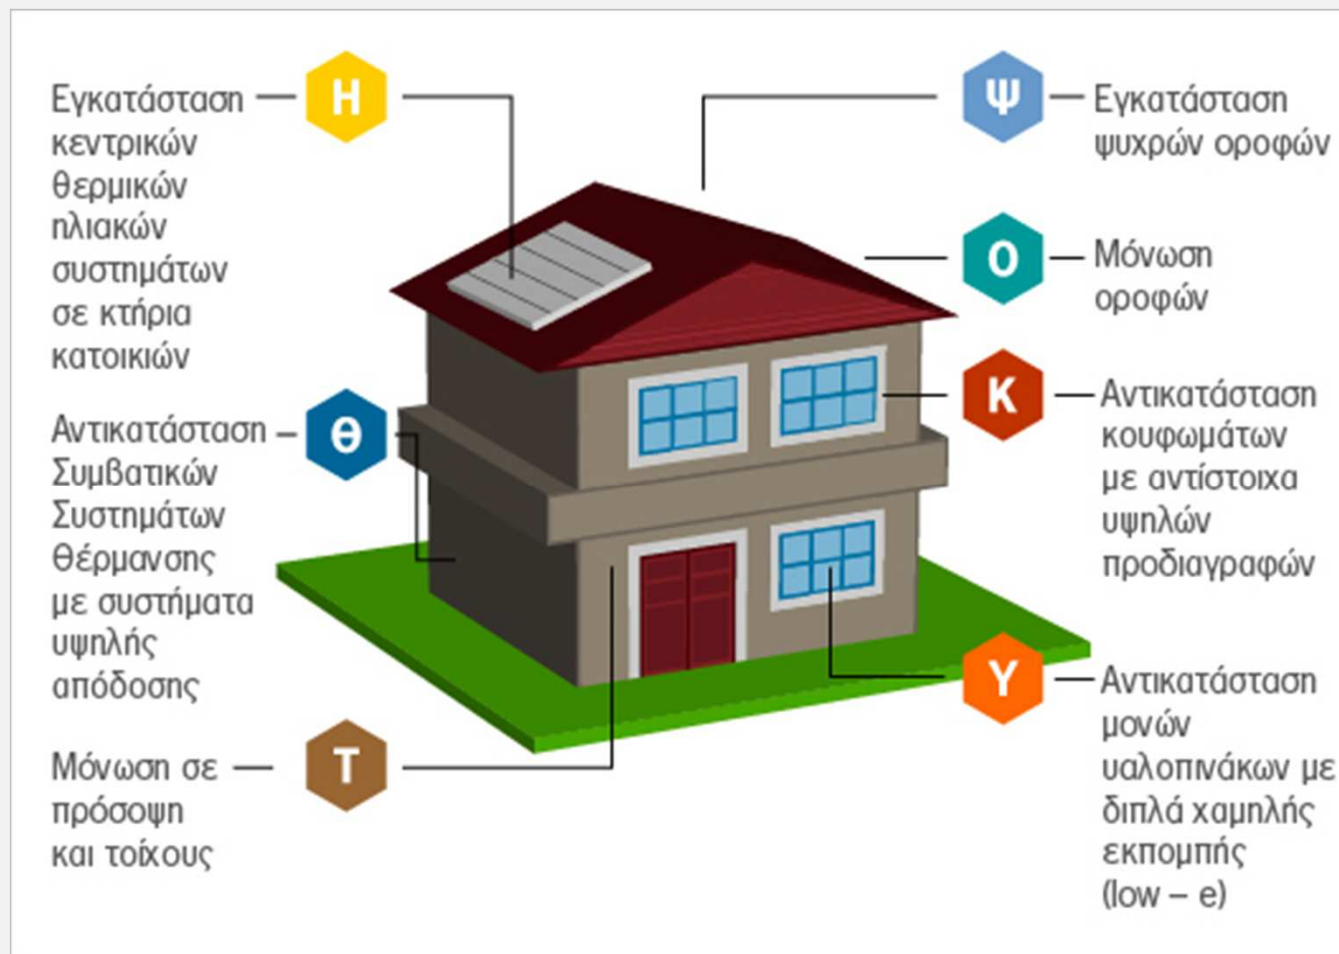 Η
Εγκατάσταση
κεντρικών
θερμικών
ηλιακών
συστημάτων
σε κτήρια
κατοικιών
Θ
Αντικατάσταση
Συμβατικών
Συστημάτων
Θέρμανσης
με συστήματα
υψηλής
απόδοσης
Τ
Μόνωση σε
πρόσοψη
και τοίχους
Ψ
Εγκατάσταση
ψυχρών οροφών
Ο
Μόνωση
οροφών
Κ
Αντικατάσταση
κουφωμάτων
με αντίστοιχα
υψηλών
προδιαγραφών
Υ
Αντικατάσταση
μονών
υαλοπινάκων με
διπλά χαμηλής
εκπομπής
(low – e)